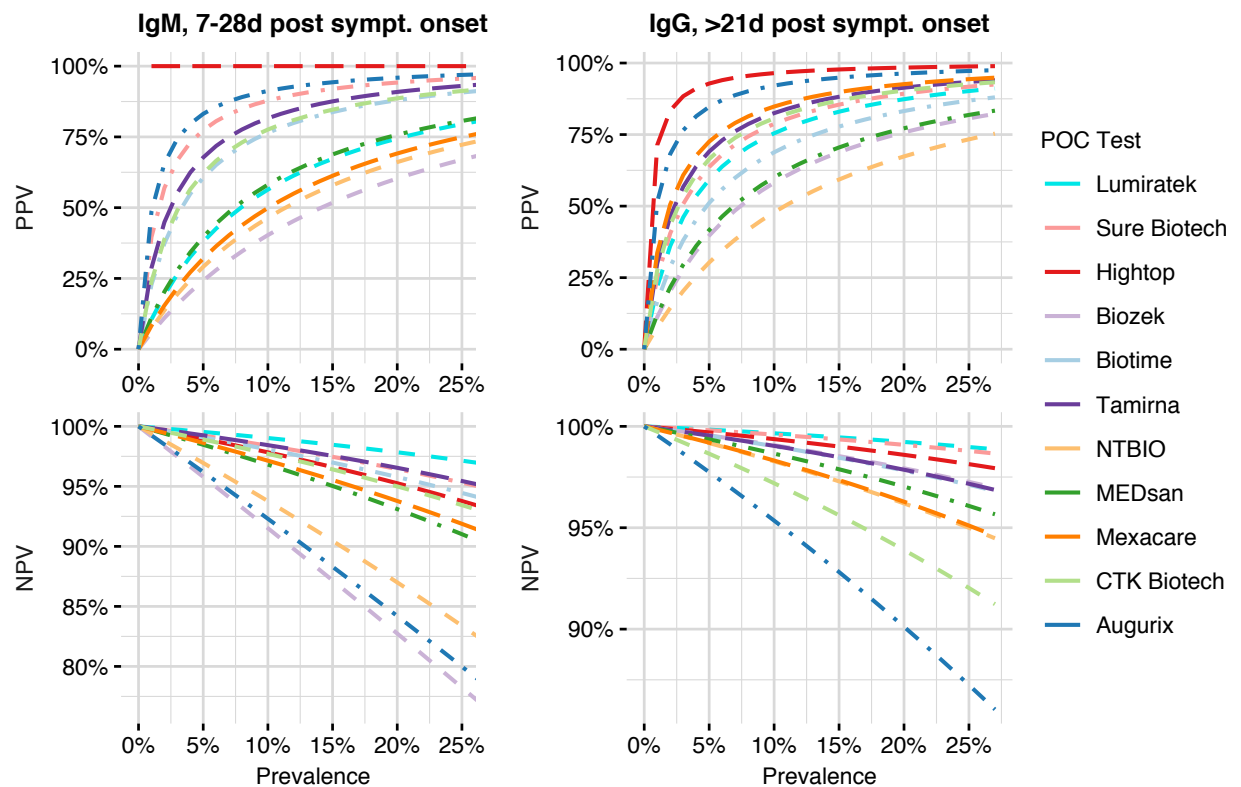 IgM, 7-28d post sympt. onset
IgG, >21d post sympt. onset
PPV
100%
75%
50%
25%
0%
0% 5% 10% 15% 20% 25%
PPV
100%
75%
50%
25%
0%
0% 5% 10% 15% 20% 25%
NPV
100%
95%
90%
85%
80%
0% 5% 10% 15% 20% 25%
Prevalence
NPV
100%
95%
90%
0% 5% 10% 15% 20% 25%
Prevalence
POC Test
Lumiratek
Sure Biotech
Hightop
Biozek
Biotime
Tamirna
NTBIO
MEDsan
Mexacare
CTK Biotech
Augurix